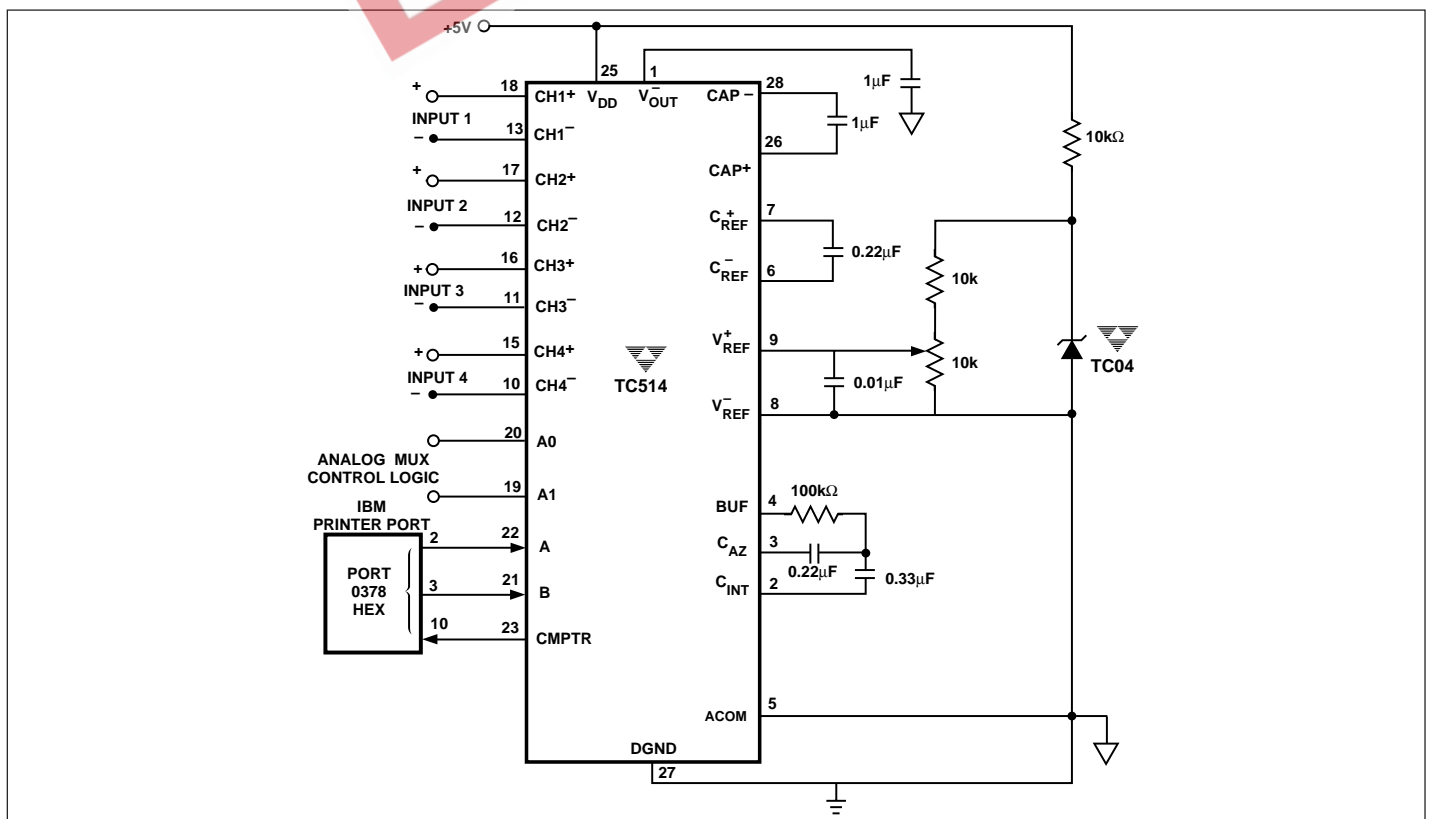 +5V
25
1
28
18
CH1+
VDD
V–OUT
CAP –
1μF
+
INPUT 1
–
13
CH1–
1μF
26
10kΩ
+
17
CH2+
CAP+
INPUT 2
–
12
CH2–
7
C+REF
0.22μF
+
16
CH3+
C–REF
6
10k
INPUT 3
–
11
CH3–
+
15
CH4+
V+REF
9
10k
TC04
INPUT 4
–
10
CH4–
TC514
0.01μF
V–REF
8
20
A0
ANALOG MUX
CONTROL LOGIC
19
A1
BUF
4
100kΩ
IBM
PRINTER PORT
2
22
A
CAZ
3
0.22μF
0.33μF
PORT
0378
HEX
3
21
B
CINT
2
10
23
CMPTR
ACOM
5
DGND
27